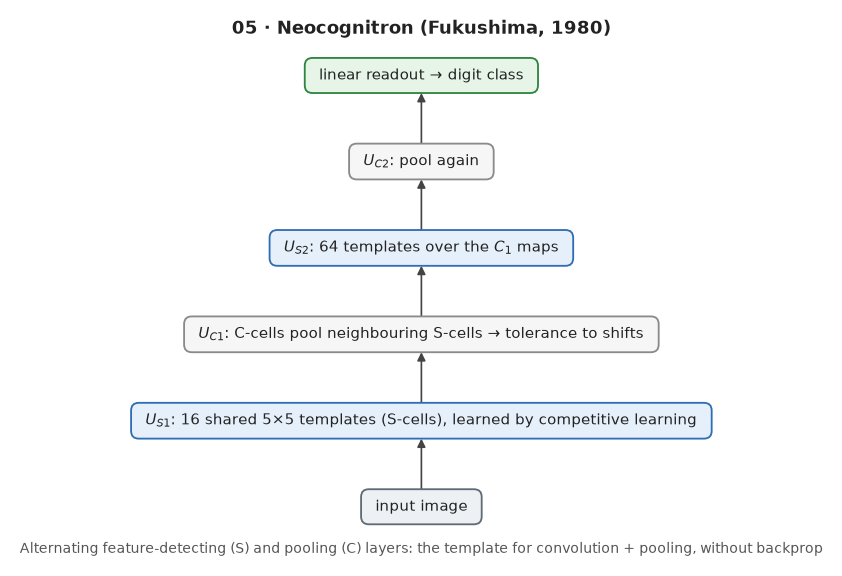 05 · Neocognitron (Fukushima, 1980)
linear readout → digit class
U_C2: pool again
U_S2: 64 templates over the C_1 maps
U_C1: C-cells pool neighbouring S-cells → tolerance to shifts
U_S1: 16 shared 5×5 templates (S-cells), learned by competitive learning
input image
Alternating feature-detecting (S) and pooling (C) layers: the template for convolution + pooling, without backprop